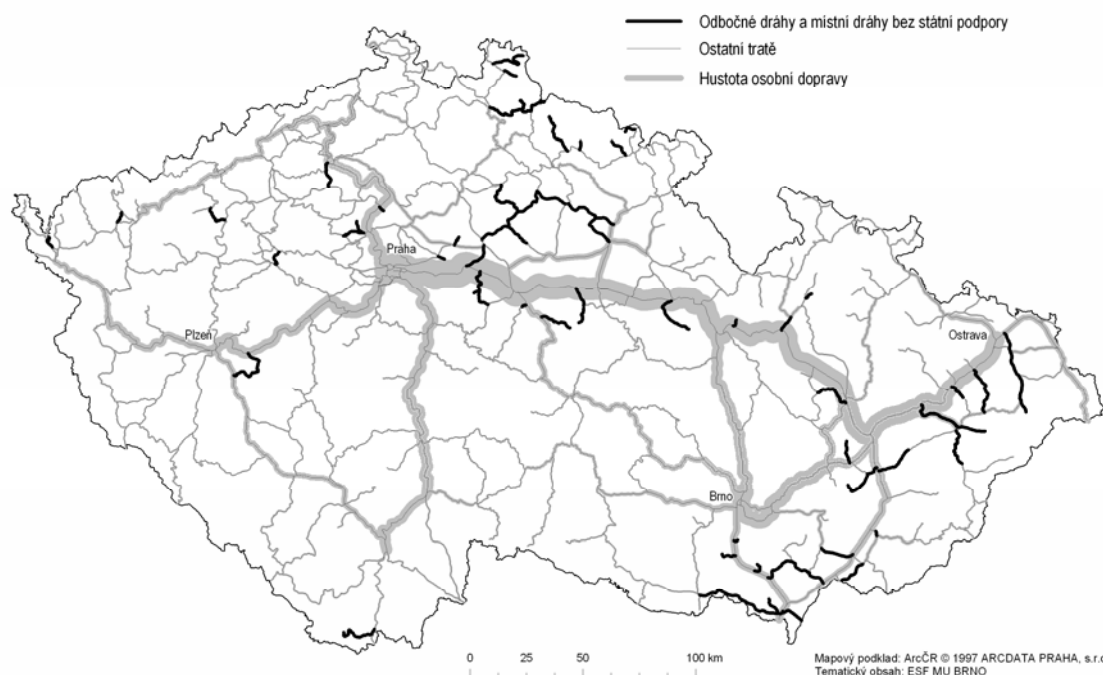 Odbočné dráhy a místní dráhy bez státní podpory
Ostatní tratě
Hustota osobní dopravy
Praha
Plzeň
Ostrava
Brno
0 25 50 100 km
Mapový podklad: ArcČR © 1997 ARCDATA PRAHA, s.r.o
Tematický obsah: ESF MU BRNO